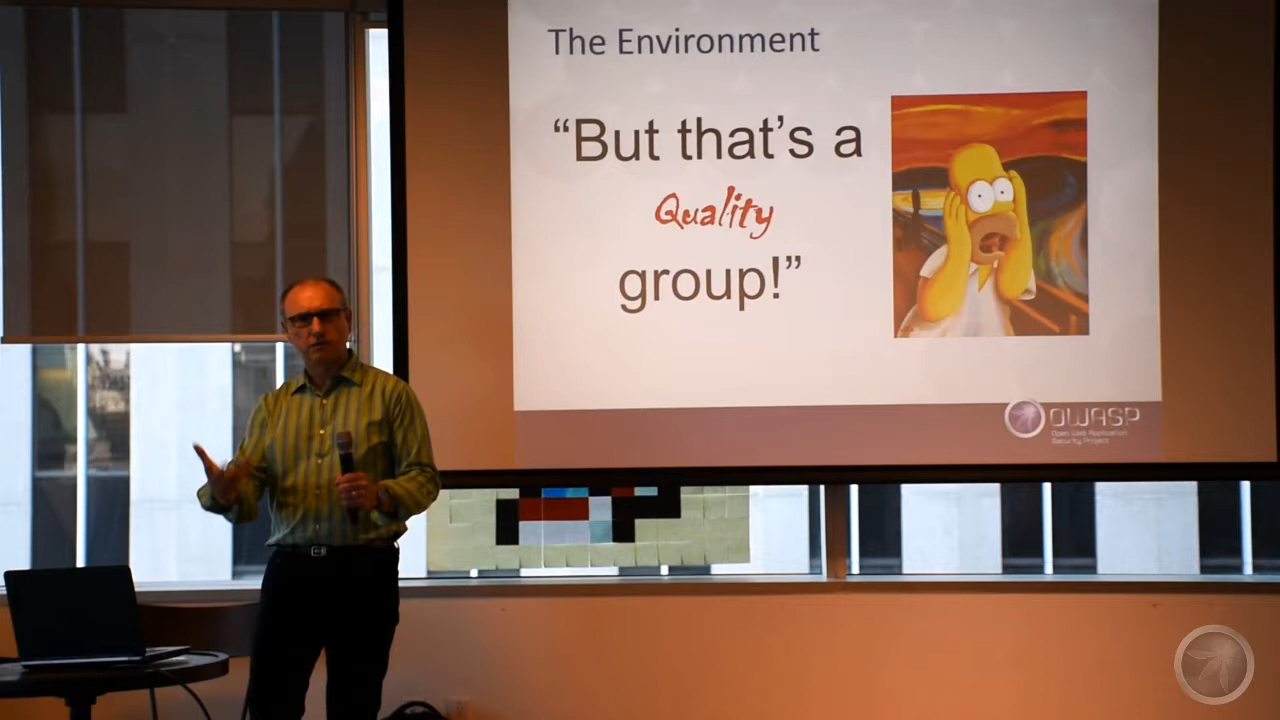 The Environment
“But that’s a
Quality
group!”
OWASP
Open Web Application
Security Project